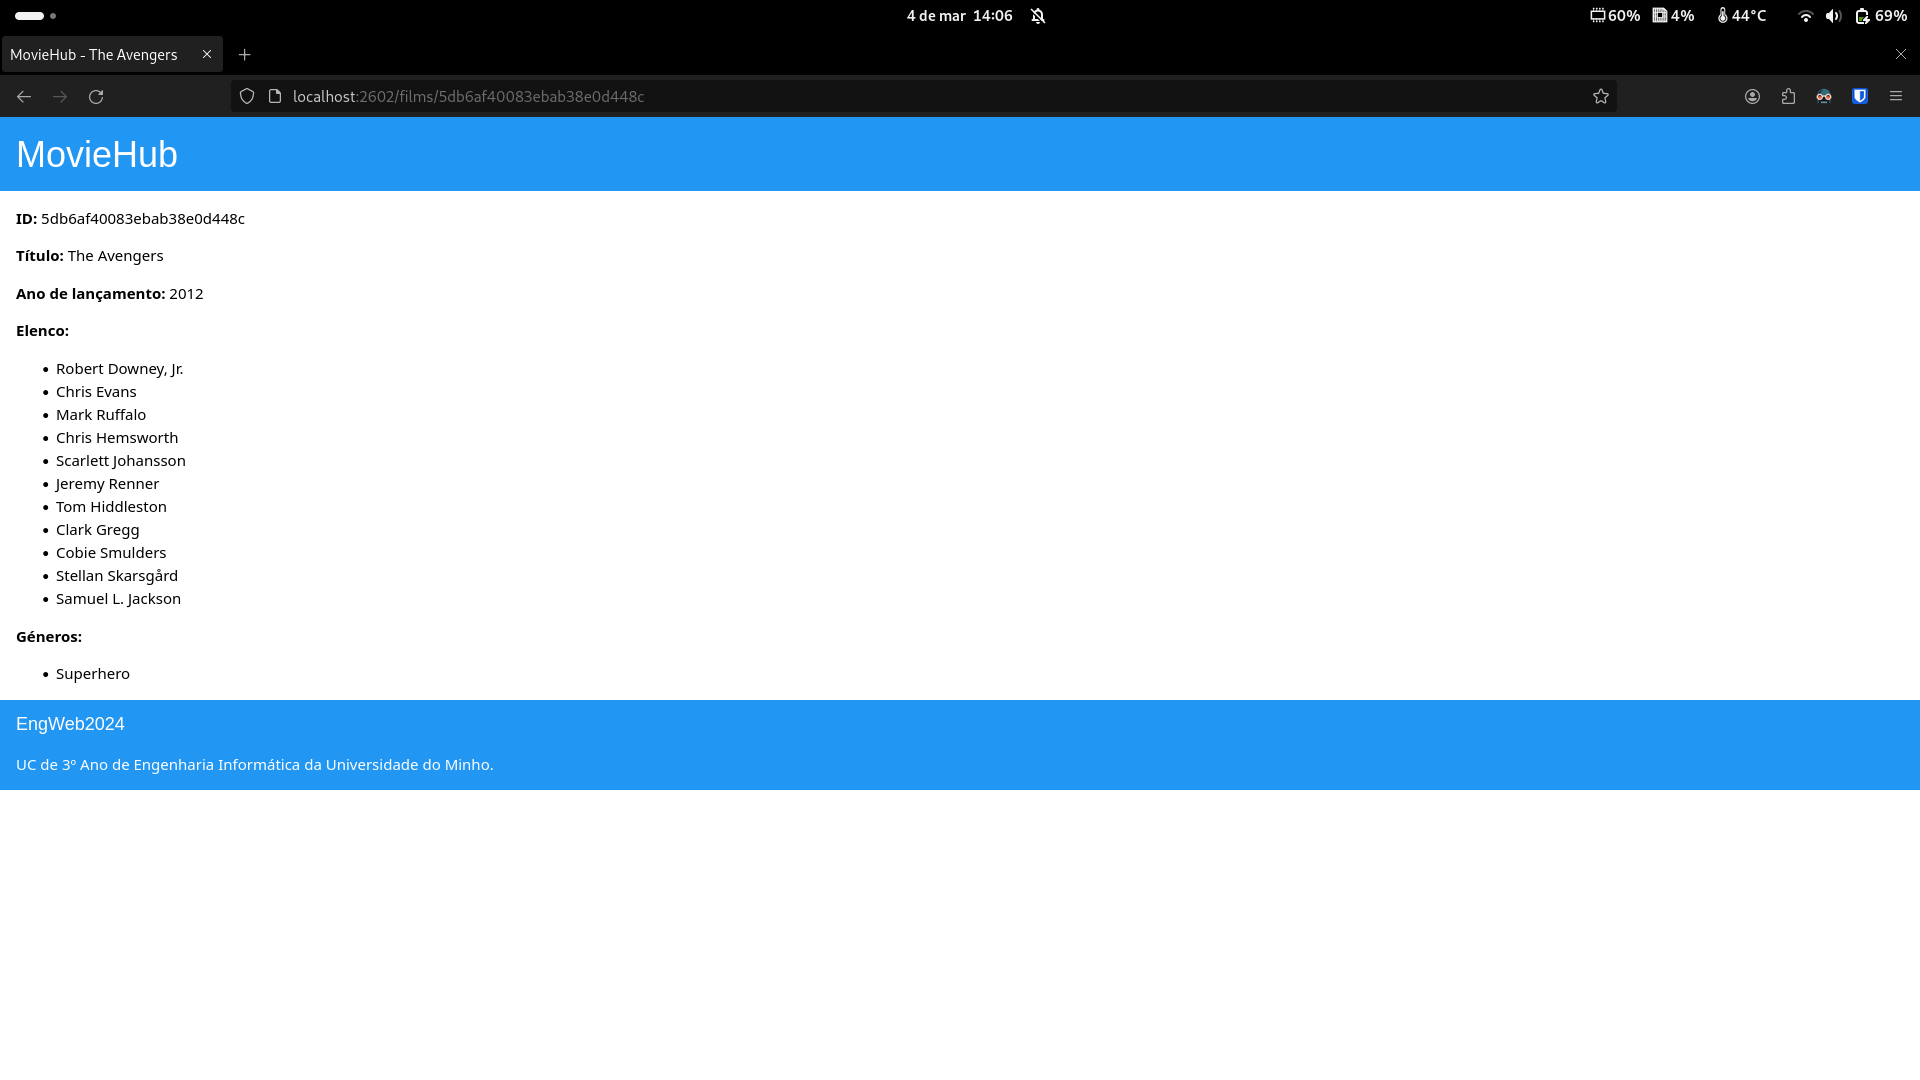 4 de mar 14:06
60% 4% 44°C 69%
MovieHub - The Avengers
localhost:2602/films/5db6af40083ebab38e0d448c
MovieHub
ID: 5db6af40083ebab38e0d448c
Título: The Avengers
Ano de lançamento: 2012
Elenco:
Robert Downey, Jr.
Chris Evans
Mark Ruffalo
Chris Hemsworth
Scarlett Johansson
Jeremy Renner
Tom Hiddleston
Clark Gregg
Cobie Smulders
Stellan Skarsgård
Samuel L. Jackson
Géneros:
Superhero
EngWeb2024
UC de 3º Ano de Engenharia Informática da Universidade do Minho.